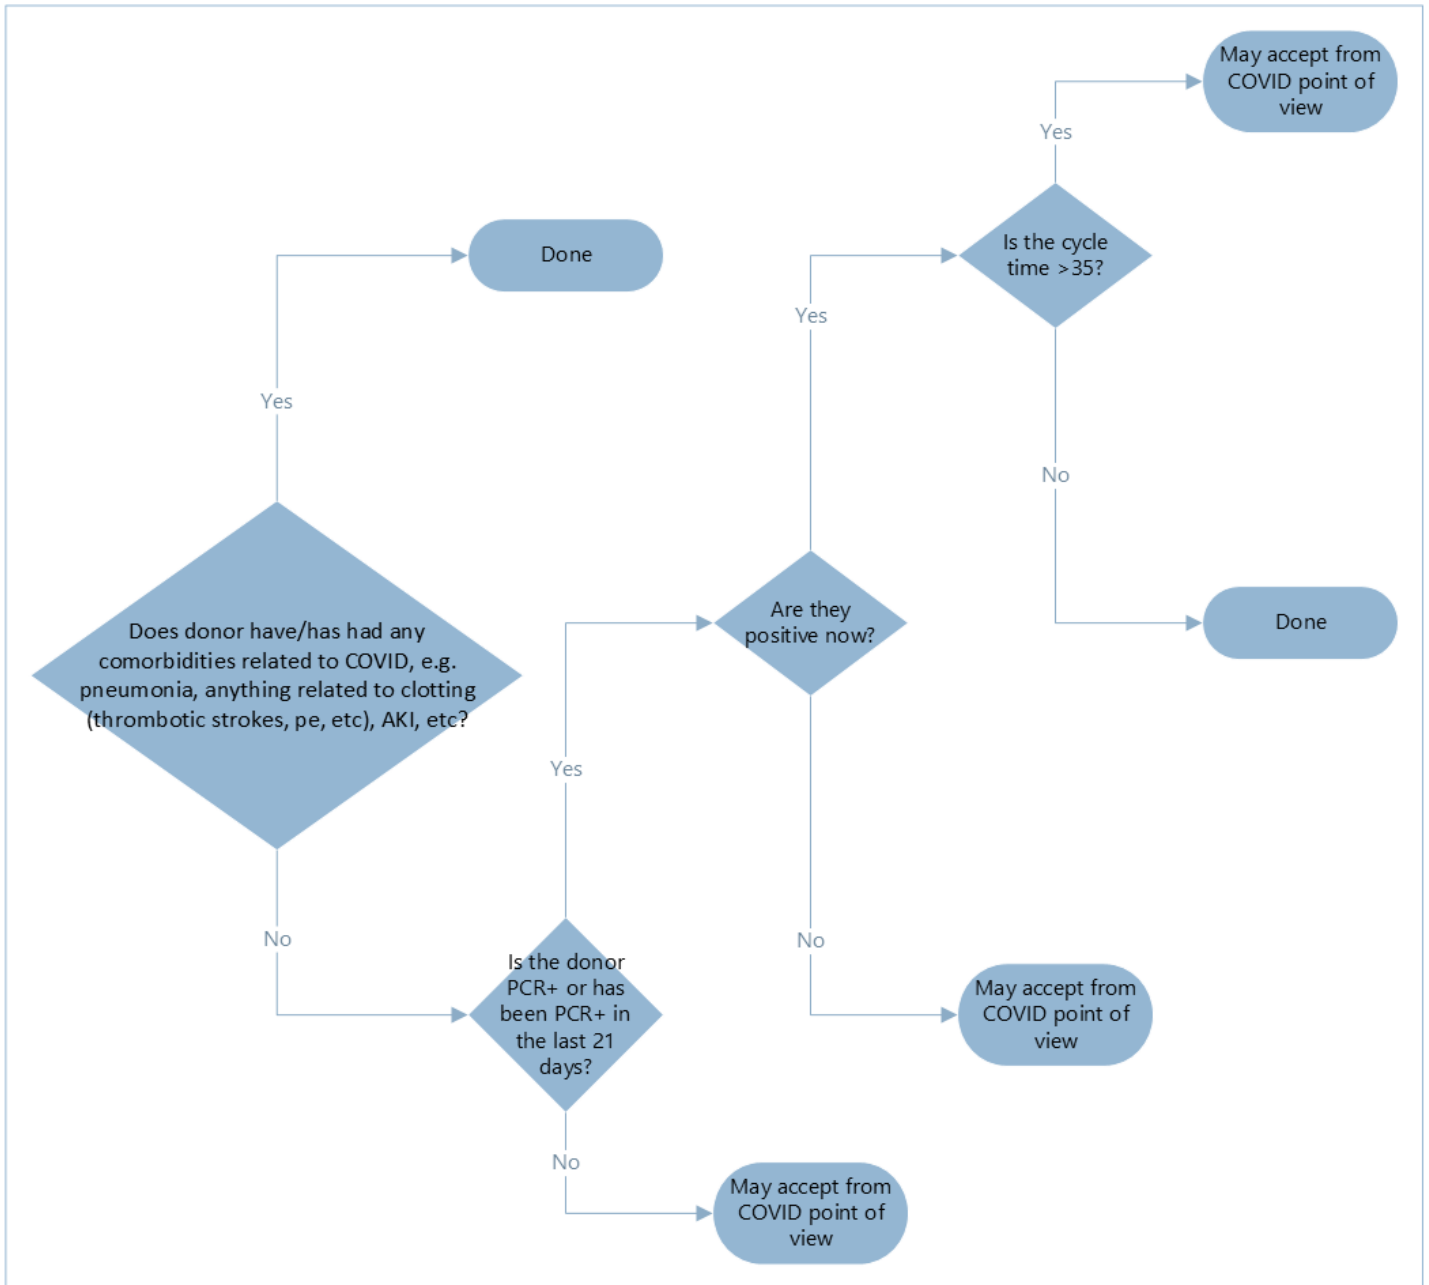 May accept from
COVID point of
view
Yes
Is the cycle
time >35?
Done
Yes
Yes
No
Are they
positive now?
Done
Does donor have/has had any
comorbidities related to COVID, e.g.
pneumonia, anything related to clotting
(thrombotic strokes, pe, etc), AKI, etc?
Yes
No
No
Is the donor
PCR+ or has
been PCR+ in
the last 21
days?
May accept from
COVID point of
view
No
May accept from
COVID point of
view